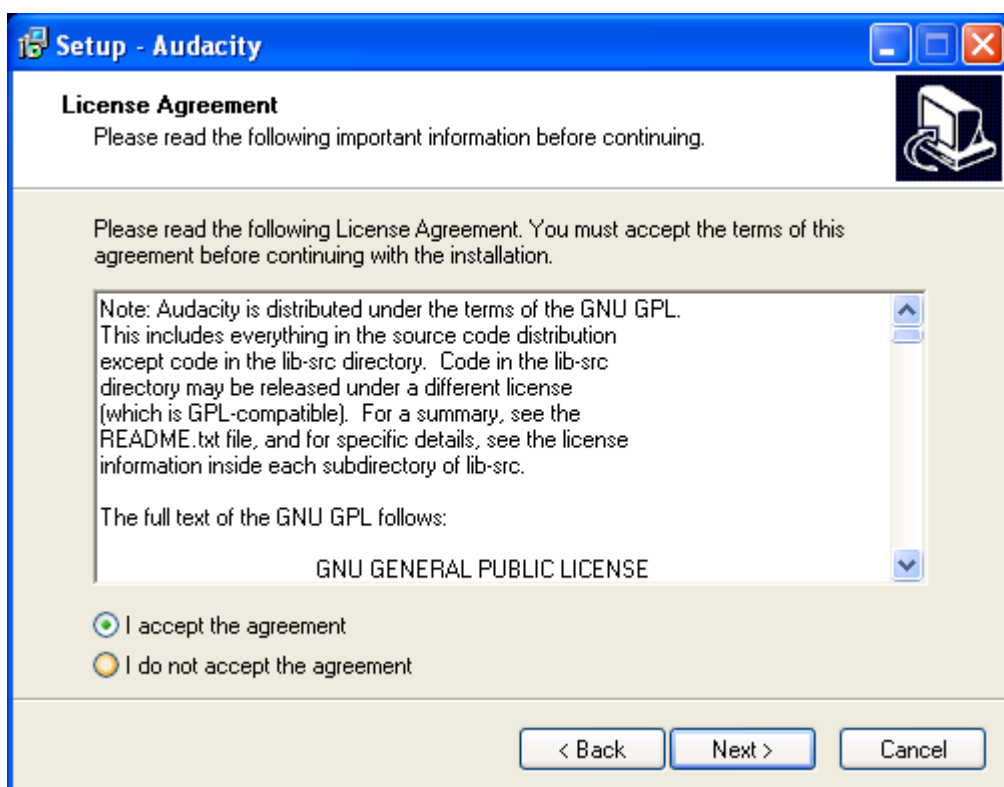 Setup - Audacity
License Agreement
Please read the following important information before continuing.
Please read the following License Agreement. You must accept the terms of this
agreement before continuing with the installation.
Note: Audacity is distributed under the terms of the GNU GPL.
This includes everything in the source code distribution
except code in the lib-src directory.  Code in the lib-src
directory may be released under a different license
(which is GPL-compatible).  For a summary, see the
README.txt file, and for specific details, see the license
information inside each subdirectory of lib-src.
The full text of the GNU GPL follows:
GNU GENERAL PUBLIC LICENSE
I accept the agreement
I do not accept the agreement
< Back Next > Cancel